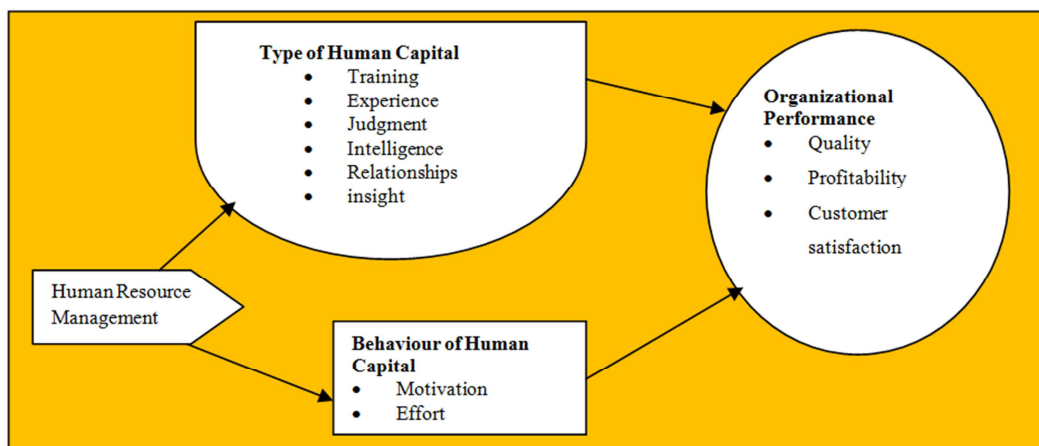 Type of Human Capital
• Training
• Experience
• Judgment
• Intelligence
• Relationships
• insight
Organizational
Performance
• Quality
• Profitability
• Customer
satisfaction
Human Resource
Management
Behaviour of Human
Capital
• Motivation
• Effort